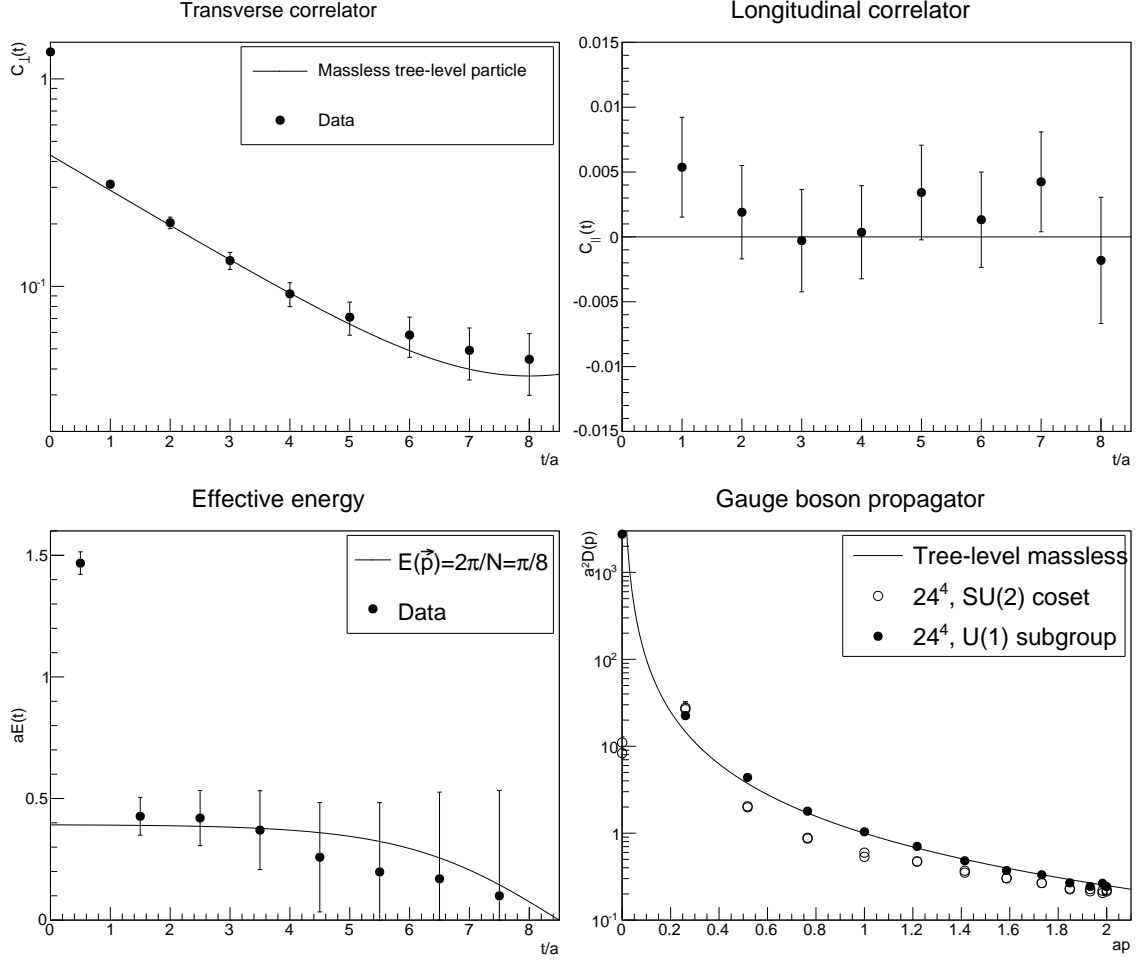 Transverse correlator
C⊥(t)
Massless tree-level particle
Data
1
10⁻¹
0 1 2 3 4 5 6 7 8
t/a
Longitudinal correlator
C||(t)
0.015
0.01
0.005
0
-0.005
-0.01
-0.015
0 1 2 3 4 5 6 7 8
t/a
Effective energy
aE(t)
E(p⃗)=2π/N=π/8
Data
1.5
1
0.5
0
0 1 2 3 4 5 6 7 8
t/a
Gauge boson propagator
a²D(p)
Tree-level massless
24⁴, SU(2) coset
24⁴, U(1) subgroup
10³
10²
10
1
10⁻¹
0 0.2 0.4 0.6 0.8 1 1.2 1.4 1.6 1.8 2
ap